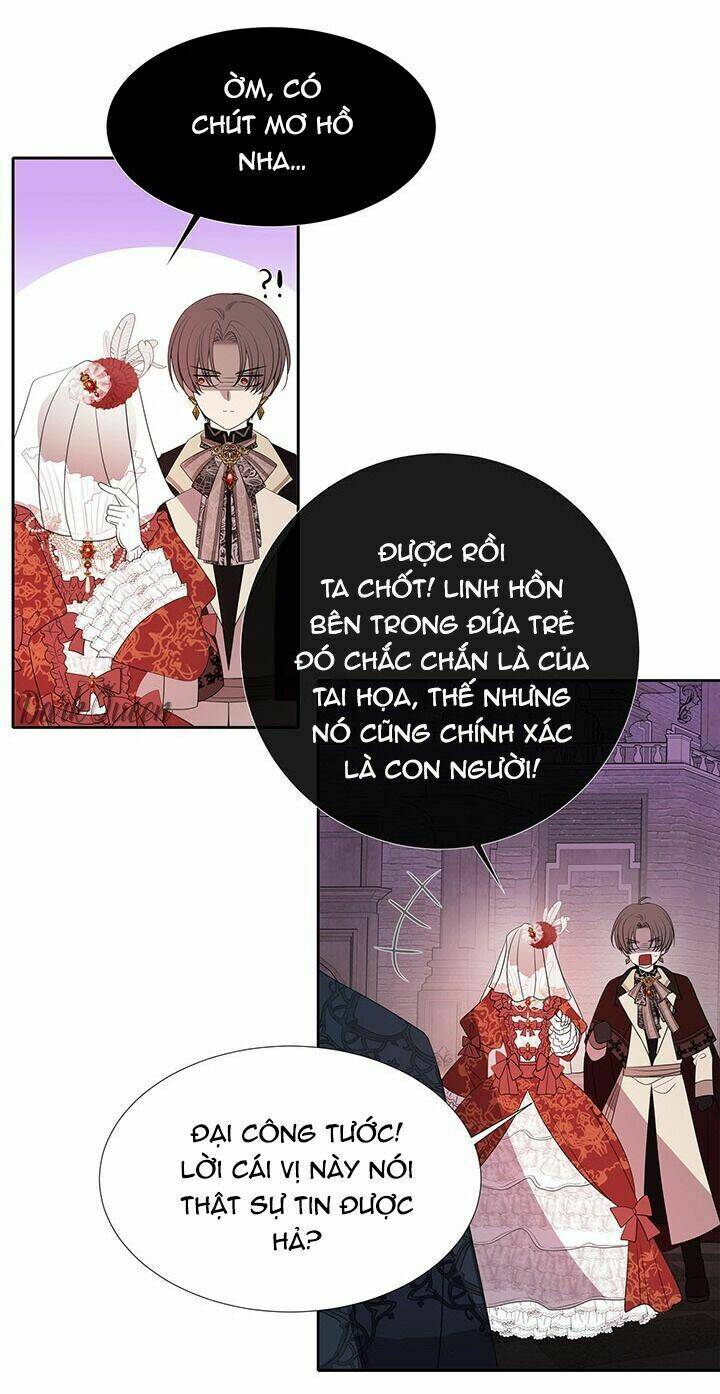 ỜM, CÓ
CHÚT MƠ HỒ
NHA...
?!
ĐƯỢC RỒI
TA CHỐT! LINH HỒN
BÊN TRONG ĐỨA TRẺ
ĐÓ CHẮC CHẮN LÀ CỦA
TAI HỌA, THẾ NHƯNG
NÓ CŨNG CHÍNH XÁC
LÀ CON NGƯỜI!
Dark Queen
ĐẠI CÔNG TƯỚC!
LỜI CÁI VỊ NÀY NÓI
THẬT SỰ TIN ĐƯỢC
HẢ?